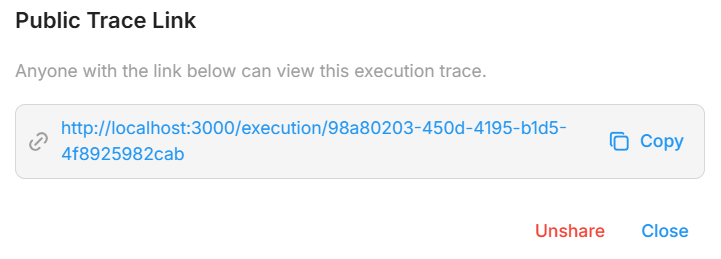 Public Trace Link
Anyone with the link below can view this execution trace.
http://localhost:3000/execution/98a80203-450d-4195-b1d5-
4f8925982cab
Copy
Unshare
Close